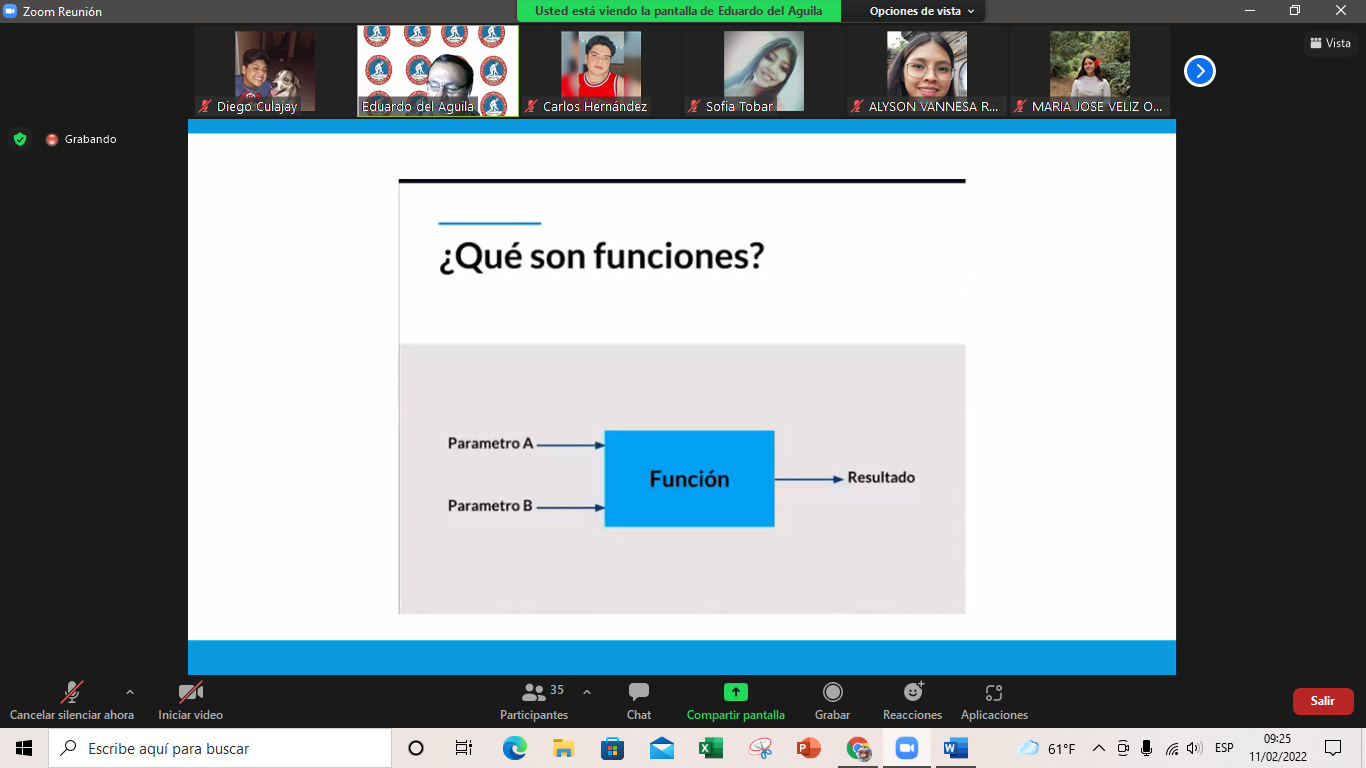 Zoom Reunión
Usted está viendo la pantalla de Eduardo del Aguila
Opciones de vista
Vista
Diego Culajay
Eduardo del Aguila
Carlos Hernández
Sofia Tobar
ALYSON VANNESA R...
MARIA JOSE VELIZ O...
Grabando
¿Qué son funciones?
Parametro A
Función
Resultado
Parametro B
Cancelar silenciar ahora
Iniciar video
35
Participantes
Chat
Compartir pantalla
Grabar
Reacciones
Aplicaciones
Salir
Escribe aquí para buscar
61°F
ESP
09:25
11/02/2022